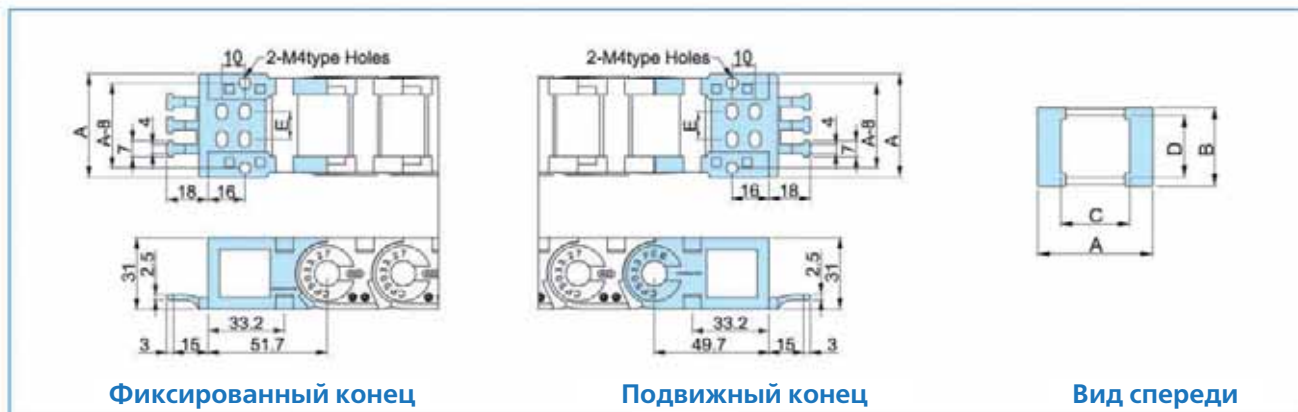 10 2-M4type Holes
A A-8 4 7 E
18 16
31 2.5
33.2
3 15 51.7
Фиксированный конец
2-M4type Holes 10
E 4 7 A-8 A
16 18
2.5 31
33.2
49.7 15 3
Подвижный конец
D B
C
A
Вид спереди